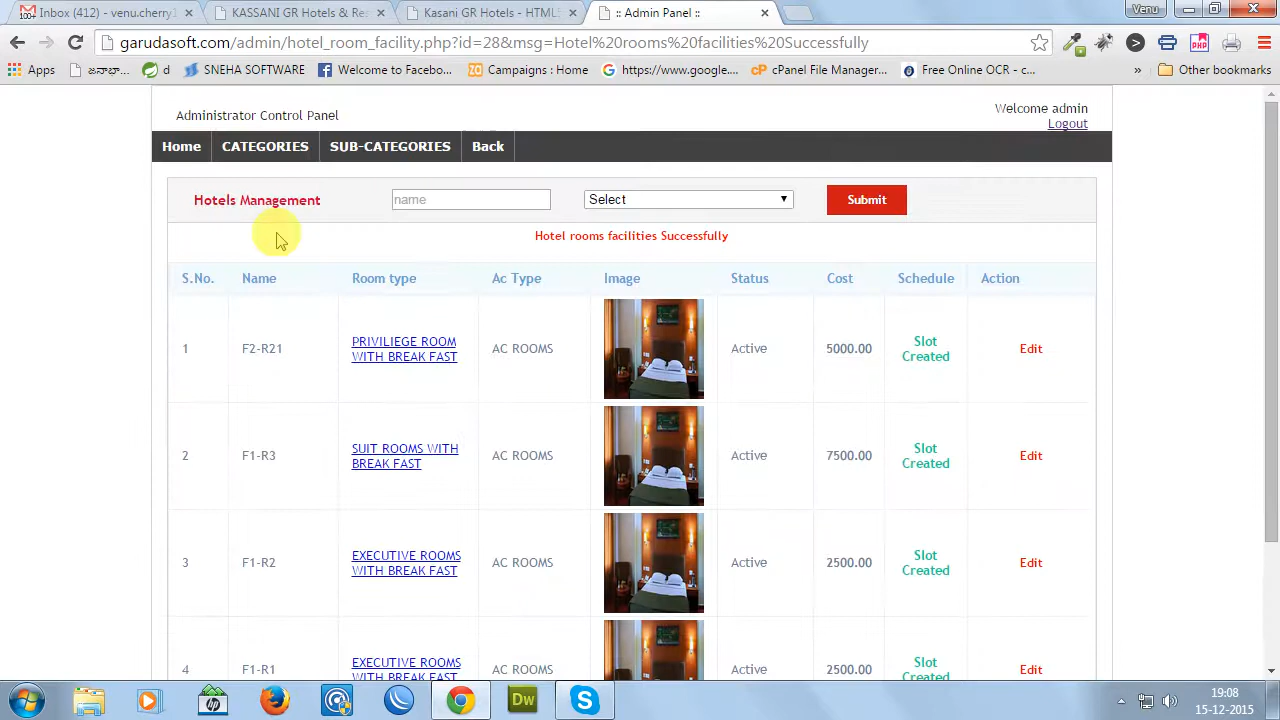 Inbox (412) - venu.cherry1
KASSANI GR Hotels & Re
Kasani GR Hotels - HTML
:: Admin Panel ::
Venu
garudasoft.com/admin/hotel_room_facility.php?id=28&msg=Hotel%20rooms%20facilities%20Successfully
Apps
SNEHA SOFTWARE
Welcome to Facebo...
Campaigns : Home
https://www.google....
cPanel File Manager...
Free Online OCR - c...
»
Other bookmarks
Administrator Control Panel
Welcome admin
Logout
Home CATEGORIES SUB-CATEGORIES Back
Hotels Management name Select Submit
Hotel rooms facilities Successfully
S.No. Name Room type Ac Type Image Status Cost Schedule Action
1 F2-R21 PRIVILIEGE ROOM WITH BREAK FAST AC ROOMS Active 5000.00 Slot Created Edit
2 F1-R3 SUIT ROOMS WITH BREAK FAST AC ROOMS Active 7500.00 Slot Created Edit
3 F1-R2 EXECUTIVE ROOMS WITH BREAK FAST AC ROOMS Active 2500.00 Slot Created Edit
4 F1-R1 EXECUTIVE ROOMS WITH BREAK FAST AC ROOMS Active 2500.00 Slot Created Edit
Dw
19:08
15-12-2015